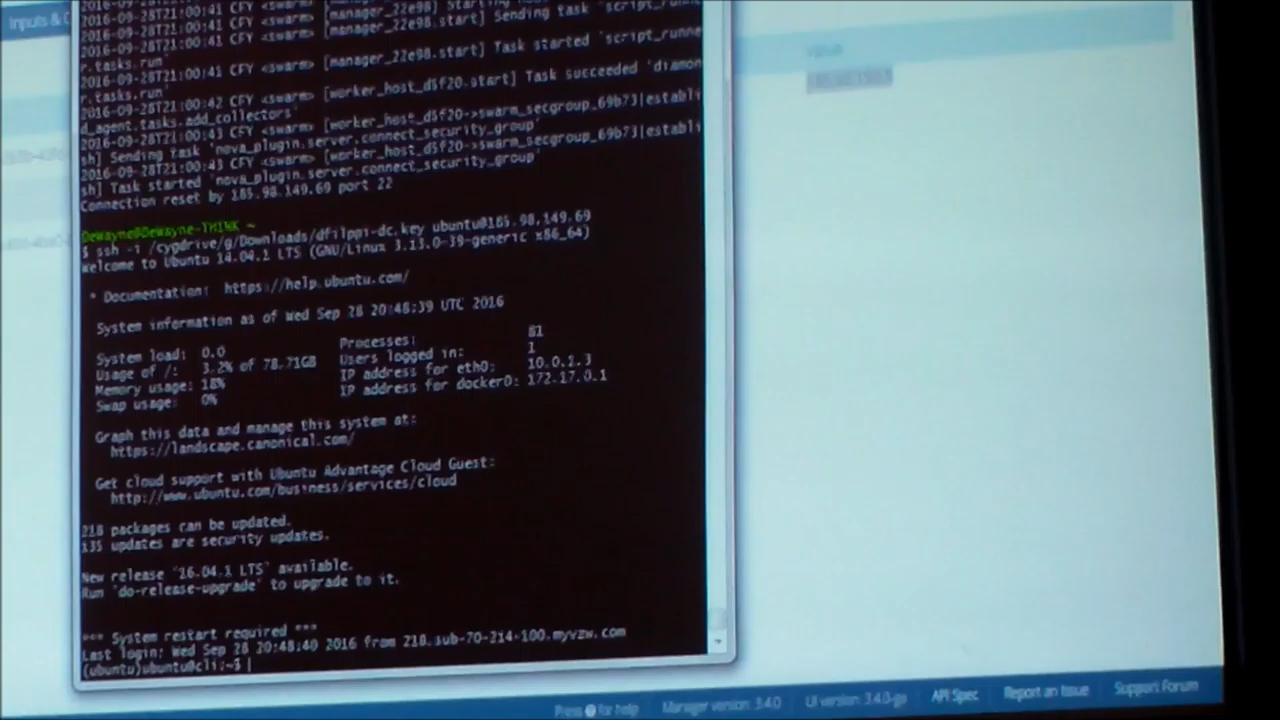 Inputs &
2016-09-28T21:00:41 CFY <swarm> [manager_22e98.start] Sending task 'script_runne
r.tasks.run'
2016-09-28T21:00:41 CFY <swarm> [manager_22e98.start] Task started 'script_runne
r.tasks.run'
2016-09-28T21:00:41 CFY <swarm> [worker_host_d5f20.start] Task succeeded 'diamon
d_agent.tasks.add_collectors'
2016-09-28T21:00:42 CFY <swarm> [worker_host_d5f20->swarm_secgroup_69b73|establi
sh] Sending task 'nova_plugin.server.connect_security_group'
2016-09-28T21:00:43 CFY <swarm> [worker_host_d5f20->swarm_secgroup_69b73|establi
sh] Task started 'nova_plugin.server.connect_security_group'
Connection reset by 185.98.149.69 port 22
DeWayne@DeWayne-THINK ~
$ ssh -i /cygdrive/g/Downloads/dfilppi-dc.key ubuntu@185.98.149.69
Welcome to Ubuntu 14.04.1 LTS (GNU/Linux 3.13.0-39-generic x86_64)
* Documentation: https://help.ubuntu.com/
System information as of Wed Sep 28 20:48:39 UTC 2016
System load: 0.0 Processes: 81
Usage of /: 3.2% of 78.71GB Users logged in: 1
Memory usage: 18% IP address for eth0: 10.0.1.3
Swap usage: 0% IP address for docker0: 172.17.0.1
Graph this data and manage this system at:
https://landscape.canonical.com/
Get cloud support with Ubuntu Advantage Cloud Guest:
http://www.ubuntu.com/business/services/cloud
218 packages can be updated.
135 updates are security updates.
New release '16.04.1 LTS' available.
Run 'do-release-upgrade' to upgrade to it.
*** System restart required ***
Last login: Wed Sep 28 20:48:40 2016 from 218.sub-70-214-100.myvzw.com
(ubuntu)ubuntu@cli:~$
Press ? for help Manager version: 3.4.0 UI version: 3.4.0-ga API Spec Report an Issue Support Forum